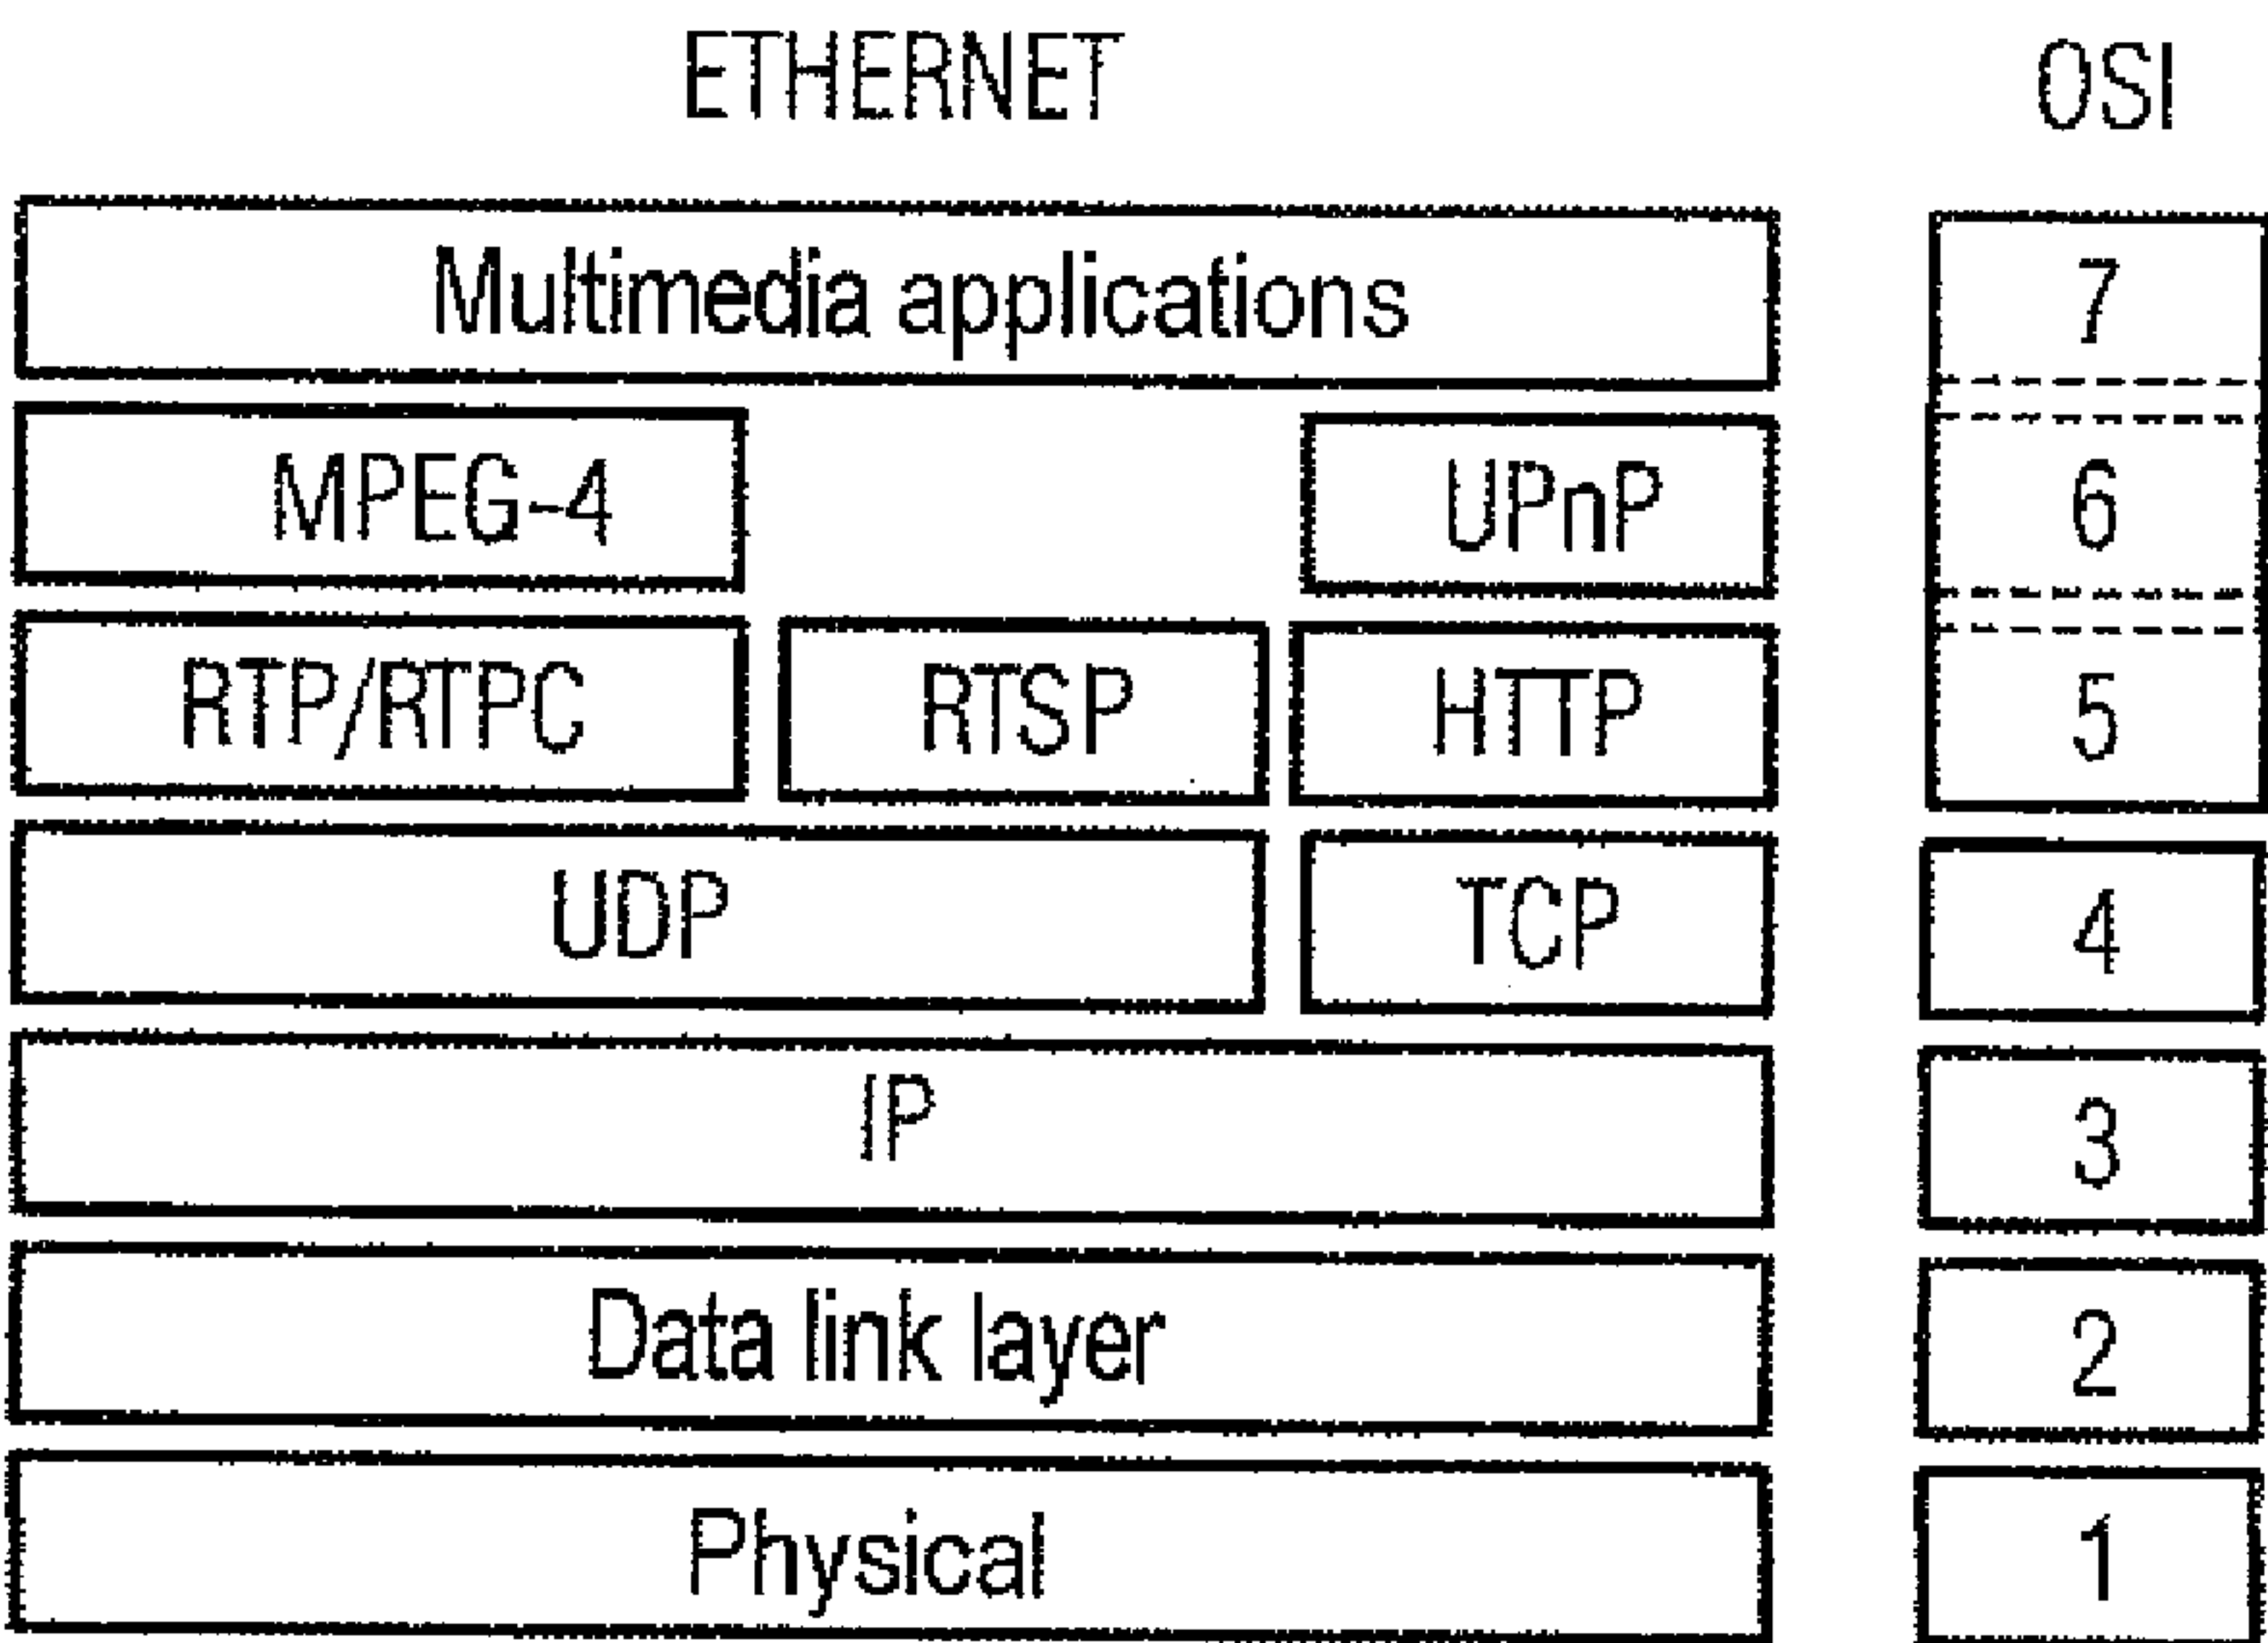 ETHERNET OSI
Multimedia applications 7
MPEG-4 UPnP 6
RTP/RTPC RTSP HTTP 5
UDP TCP 4
IP 3
Data link layer 2
Physical 1